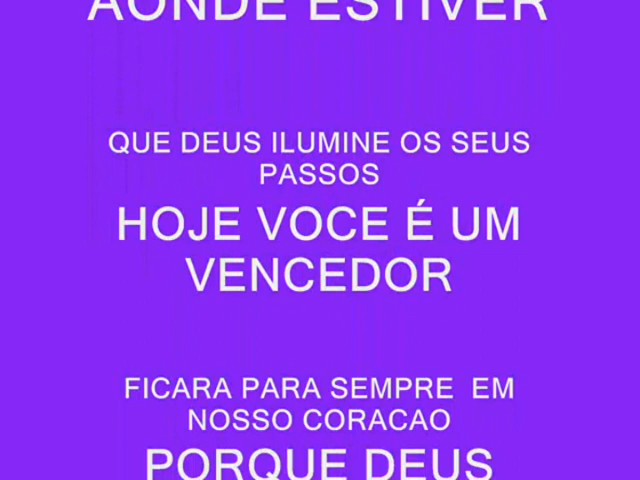 AONDE ESTIVER
QUE DEUS ILUMINE OS SEUS
PASSOS
HOJE VOCE É UM
VENCEDOR
FICARA PARA SEMPRE EM
NOSSO CORACAO
PORQUE DEUS